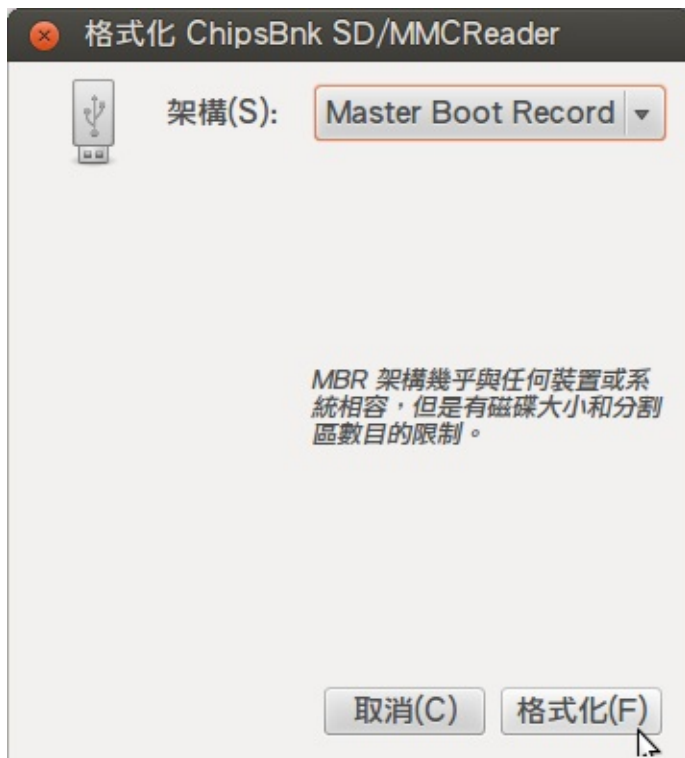 格式化 ChipsBnk SD/MMCReader
架構(S):
Master Boot Record
MBR 架構幾乎與任何裝置或系
統相容，但是有磁碟大小和分割
區數目的限制。
取消(C)
格式化(F)